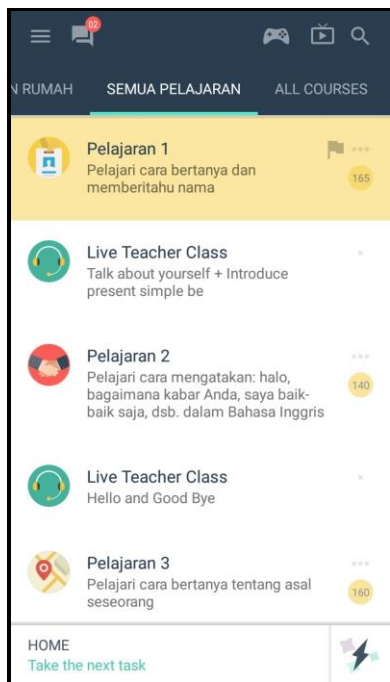 02
N RUMAH SEMUA PELAJARAN ALL COURSES
Pelajaran 1
Pelajari cara bertanya dan
memberitahu nama
165
Live Teacher Class
Talk about yourself + Introduce
present simple be
Pelajaran 2
Pelajari cara mengatakan: halo,
bagaimana kabar Anda, saya baik-
baik saja, dsb. dalam Bahasa Inggris
140
Live Teacher Class
Hello and Good Bye
Pelajaran 3
Pelajari cara bertanya tentang asal
seseorang
160
HOME
Take the next task